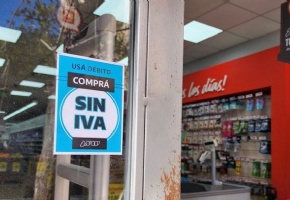 USÁ DÉBITO
COMPRÁ
SIN
IVA
los días!